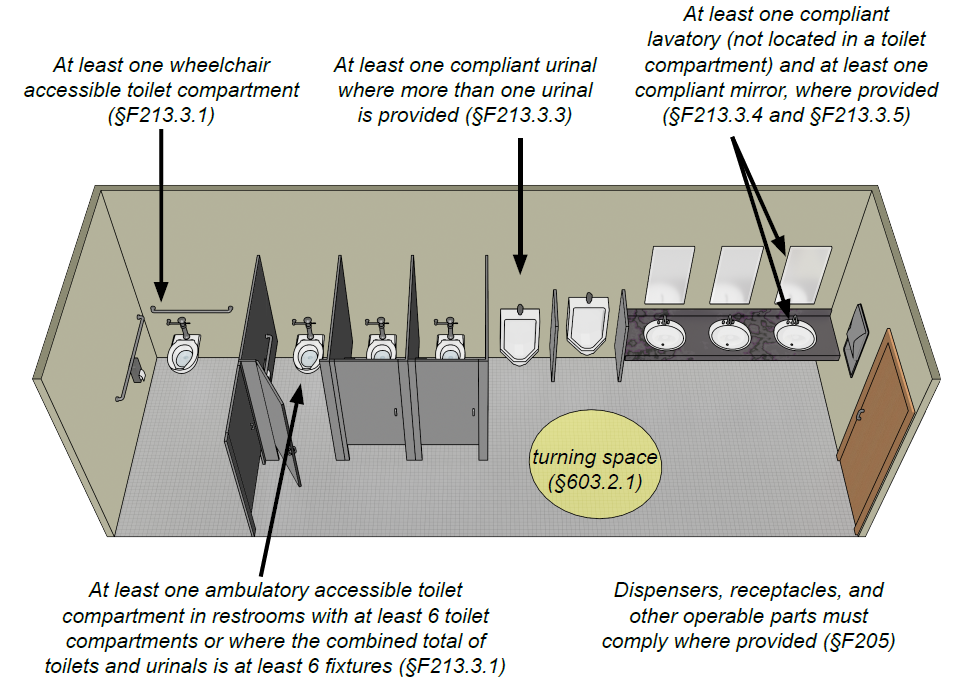 At least one wheelchair
accessible toilet compartment
(§F213.3.1)
At least one compliant urinal
where more than one urinal
is provided (§F213.3.3)
At least one compliant
lavatory (not located in a toilet
compartment) and at least one
compliant mirror, where provided
(§F213.3.4 and §F213.3.5)
turning space
(§603.2.1)
At least one ambulatory accessible toilet
compartment in restrooms with at least 6 toilet
compartments or where the combined total of
toilets and urinals is at least 6 fixtures (§F213.3.1)
Dispensers, receptacles, and
other operable parts must
comply where provided (§F205)